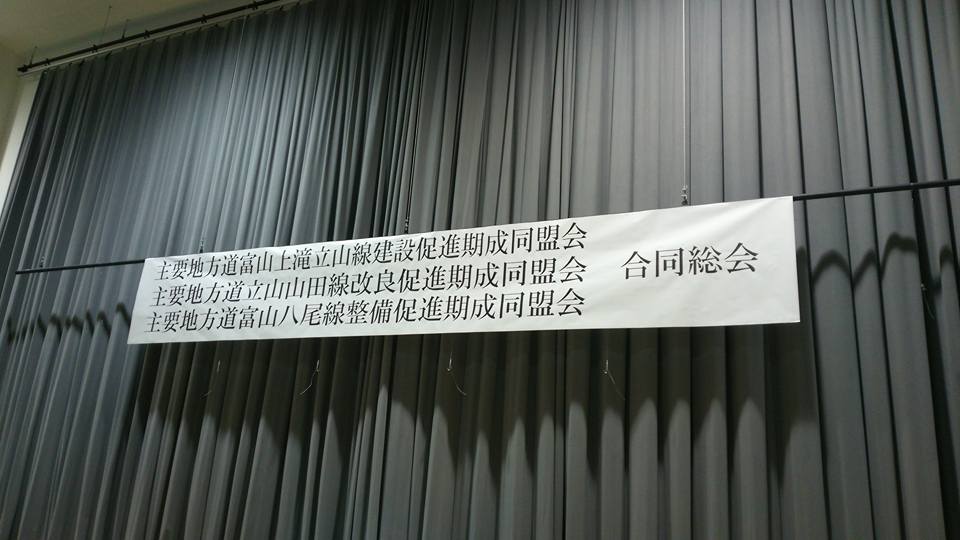 主要地方道富山上滝立山線建設促進期成同盟会
主要地方道立山山田線改良促進期成同盟会
主要地方道富山八尾線整備促進期成同盟会
合同総会